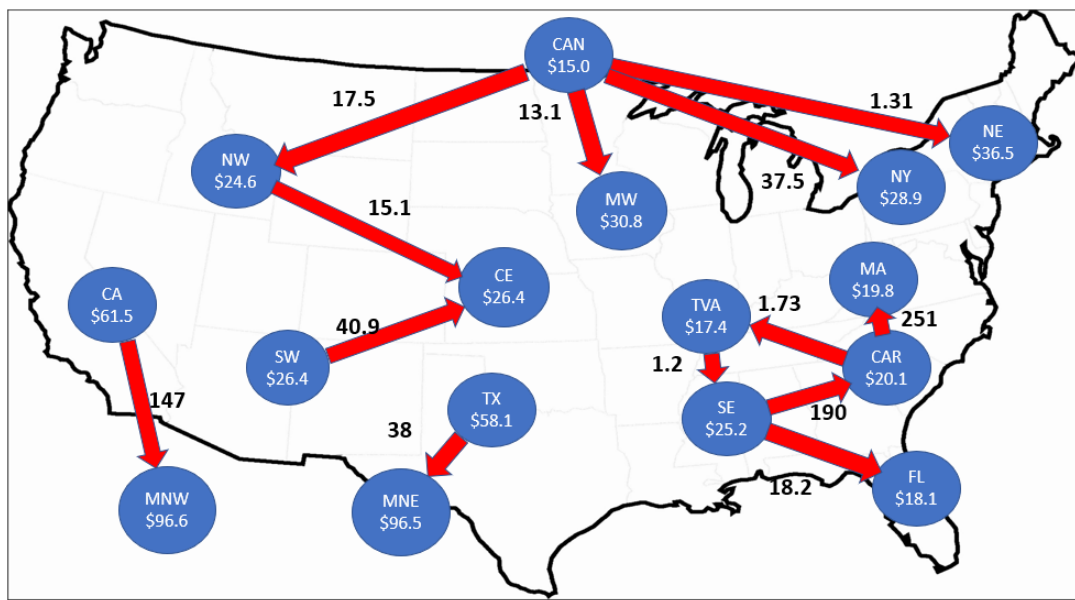 CAN
$15.0
17.5
13.1
1.31
NE
$36.5
NW
$24.6
37.5
NY
$28.9
MW
$30.8
15.1
CA
$61.5
CE
$26.4
MA
$19.8
TVA
$17.4
1.73
251
40.9
SW
$26.4
1.2
CAR
$20.1
147
TX
$58.1
38
SE
$25.2
190
MNW
$96.6
MNE
$96.5
18.2
FL
$18.1